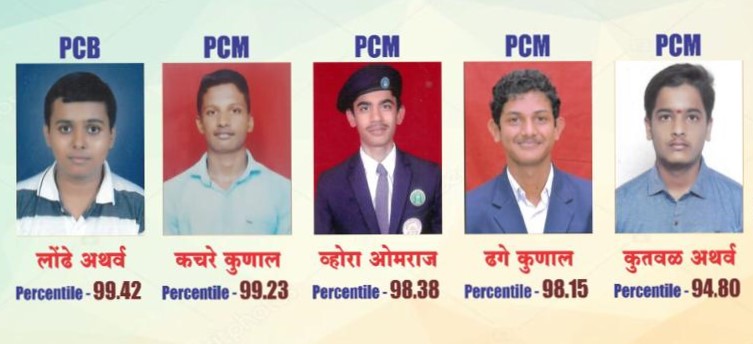 PCB PCM PCM PCM PCM
लोंढे अथर्व कचरे कुणाल व्होरा ओमराज ढगे कुणाल कुतवळ अथर्व
Percentile - 99.42 Percentile - 99.23 Percentile - 98.38 Percentile - 98.15 Percentile - 94.80